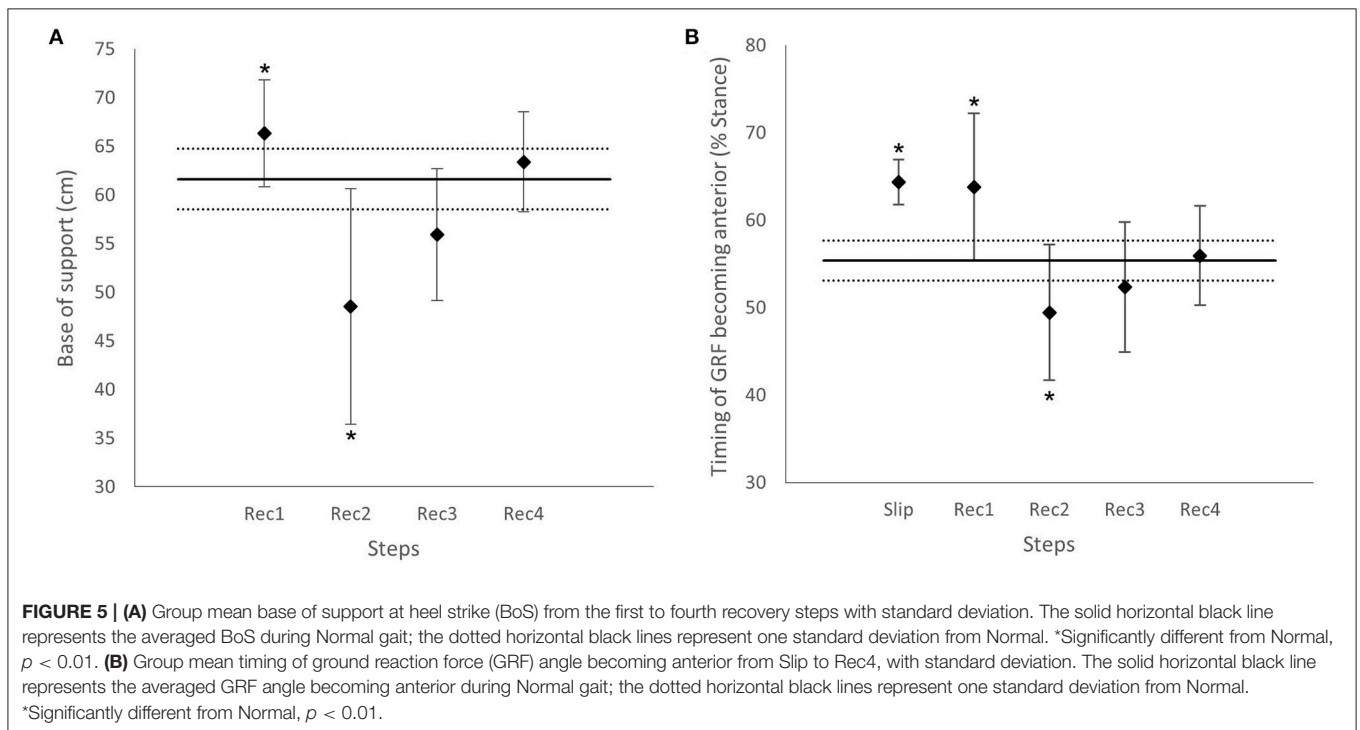 A
75
70
65
60
55
50
45
40
35
30
Base of support (cm)
*
*
Rec1 Rec2 Rec3 Rec4
Steps
B
80
70
60
50
40
30
Timing of GRF becoming anterior (% Stance)
*
*
*
Slip Rec1 Rec2 Rec3 Rec4
Steps
FIGURE 5 | (A) Group mean base of support at heel strike (BoS) from the first to fourth recovery steps with standard deviation. The solid horizontal black line
represents the averaged BoS during Normal gait; the dotted horizontal black lines represent one standard deviation from Normal. *Significantly different from Normal,
p < 0.01. (B) Group mean timing of ground reaction force (GRF) angle becoming anterior from Slip to Rec4, with standard deviation. The solid horizontal black line
represents the averaged GRF angle becoming anterior during Normal gait; the dotted horizontal black lines represent one standard deviation from Normal.
*Significantly different from Normal, p < 0.01.